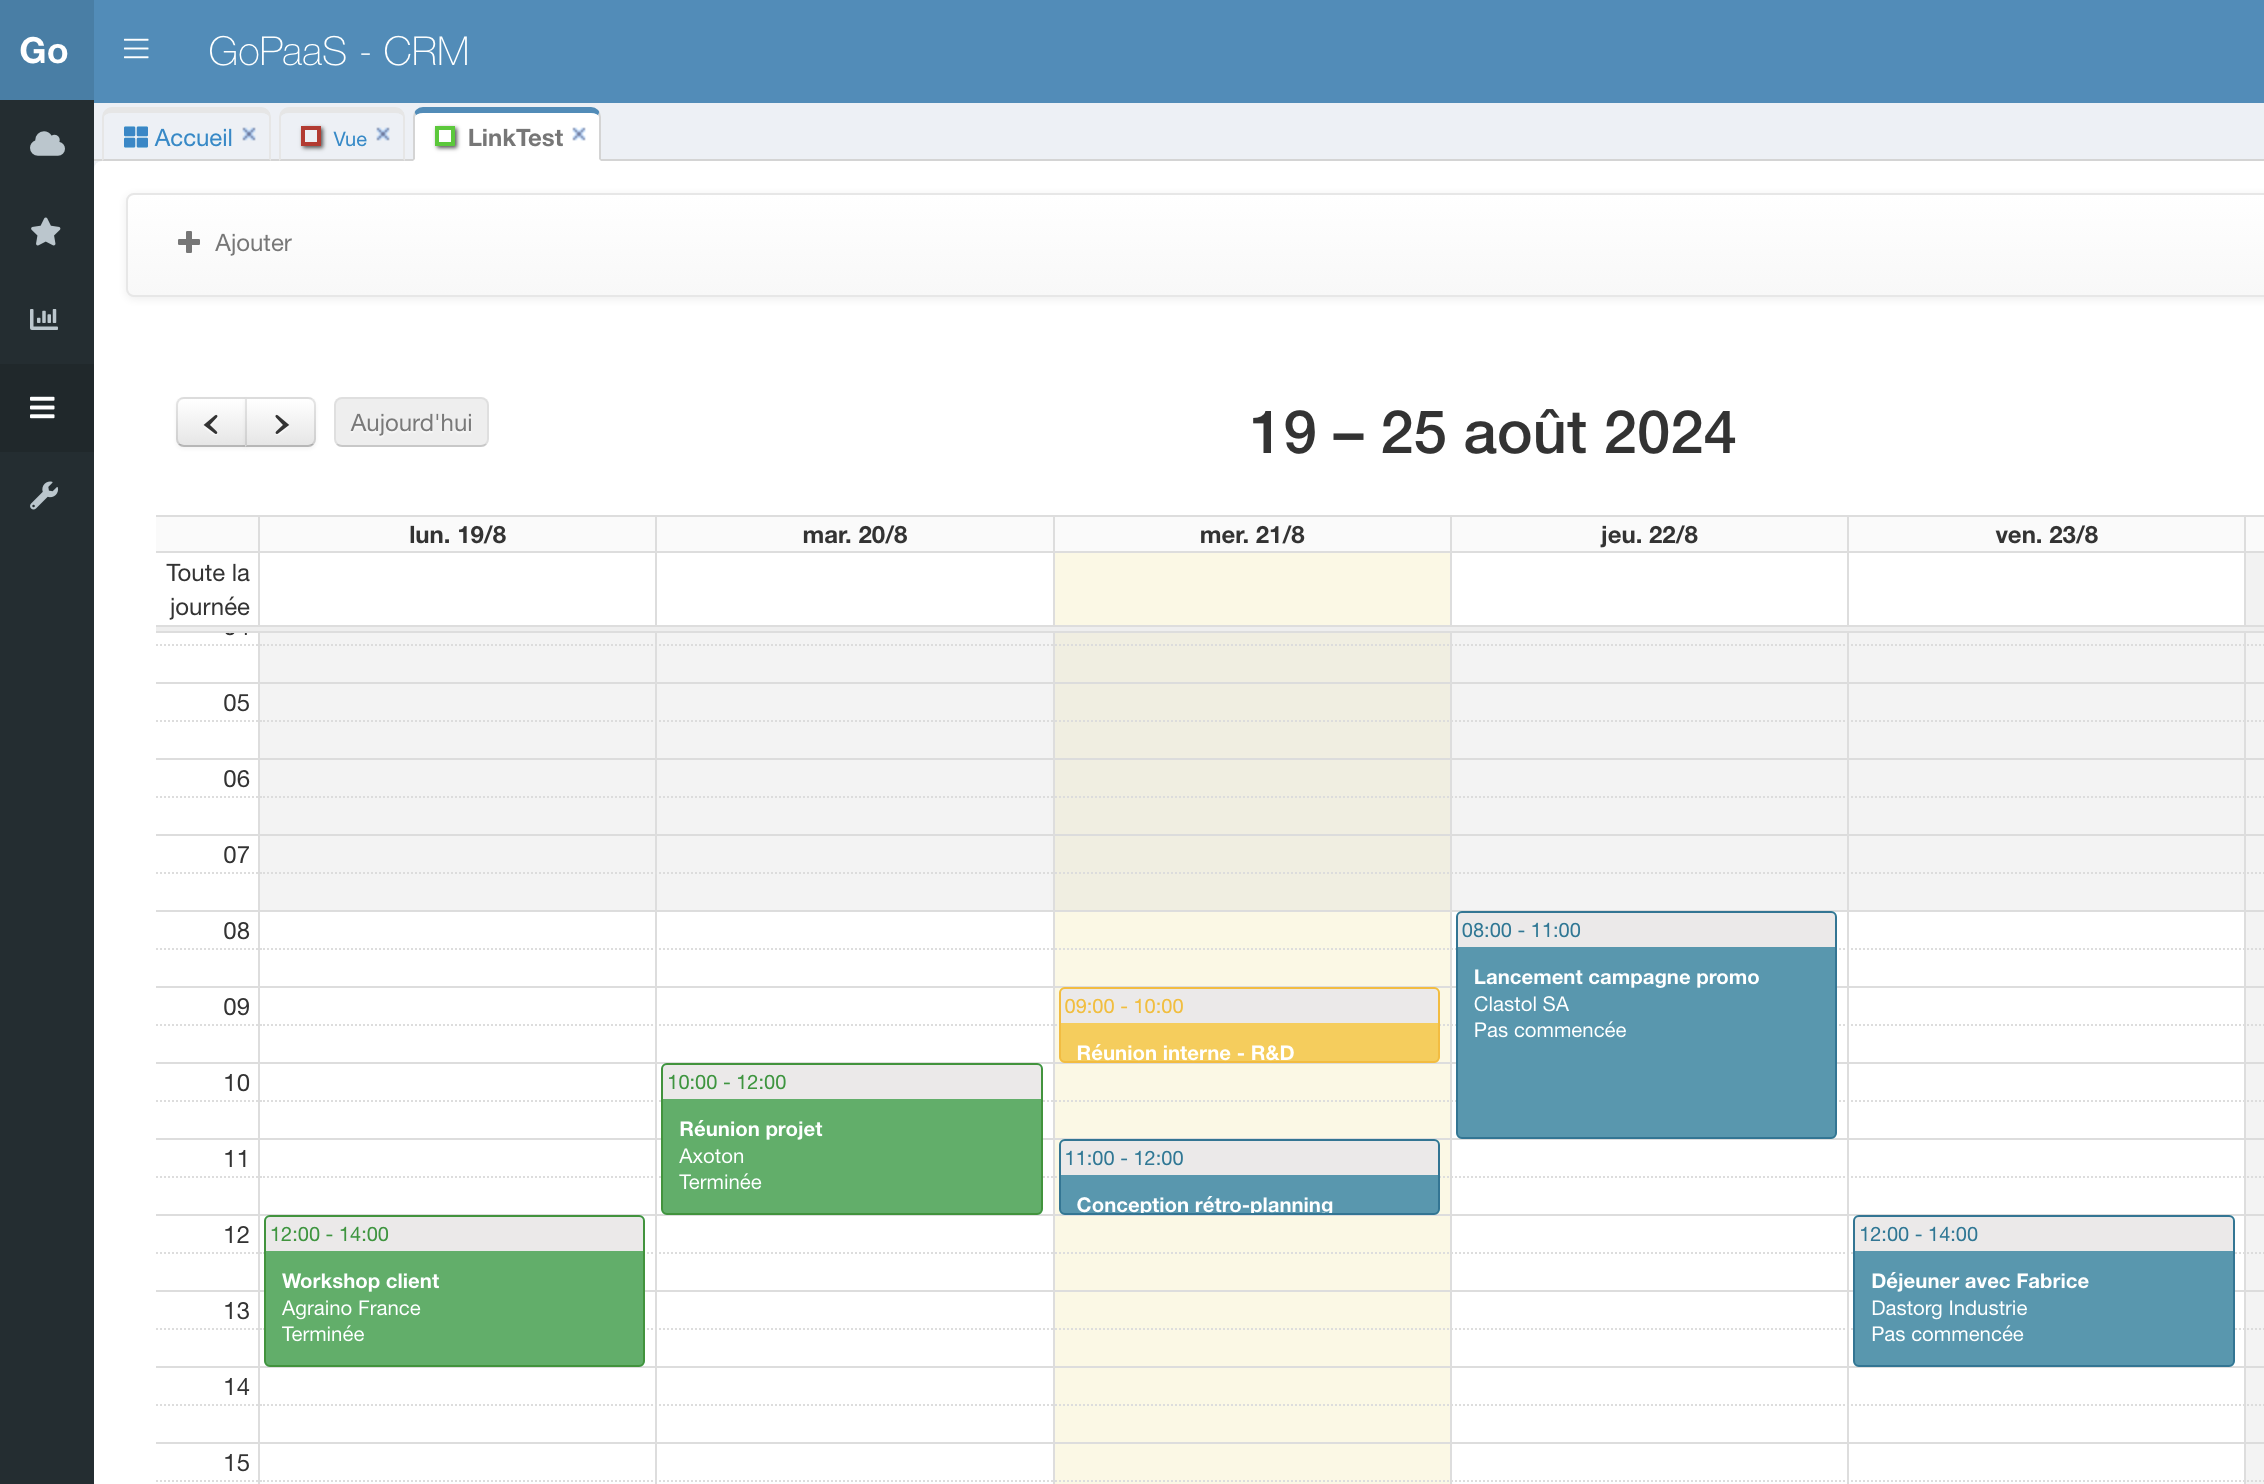 Go
GoPaaS - CRM
Accueil
Vue
LinkTest
Ajouter
Aujourd'hui
19 – 25 août 2024
lun. 19/8
mar. 20/8
mer. 21/8
jeu. 22/8
ven. 23/8
Toute la
journée
05
06
07
08
08:00 - 11:00
Lancement campagne promo
Clastol SA
Pas commencée
09
09:00 - 10:00
Réunion interne - R&D
10
10:00 - 12:00
Réunion projet
Axoton
Terminée
11
11:00 - 12:00
Conception rétro-planning
12
12:00 - 14:00
Workshop client
Agraino France
Terminée
12:00 - 14:00
Déjeuner avec Fabrice
Dastorg Industrie
Pas commencée
13
14
15